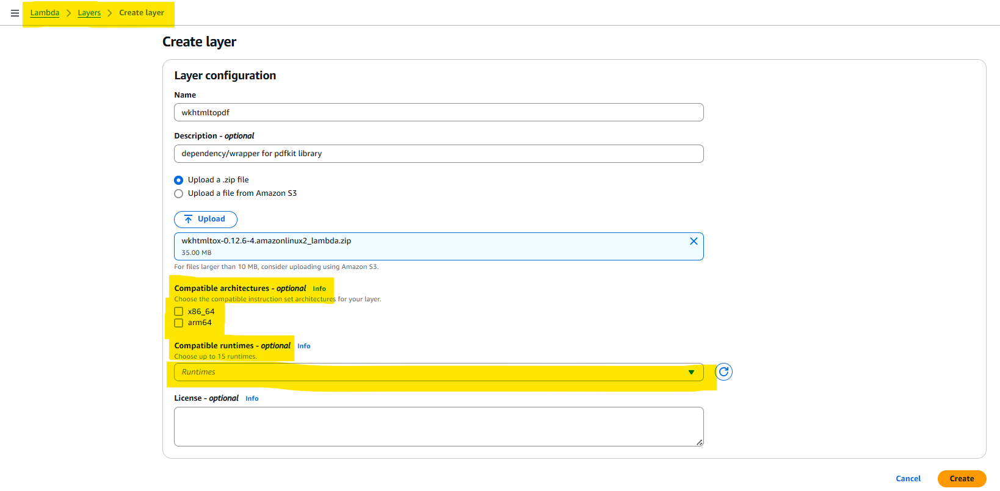 Lambda > Layers > Create layer
Create layer
Layer configuration
Name
wkhtmltopdf
Description - optional
dependency/wrapper for pdfkit library
Upload a .zip file
Upload a file from Amazon S3
Upload
wkhtmltox-0.12.6-4.amazonlinux2_lambda.zip
35.00 MB
For files larger than 10 MB, consider uploading using Amazon S3.
Compatible architectures - optional Info
Choose the compatible instruction set architectures for your layer.
x86_64
arm64
Compatible runtimes - optional Info
Choose up to 15 runtimes.
Runtimes
License - optional Info
Cancel Create